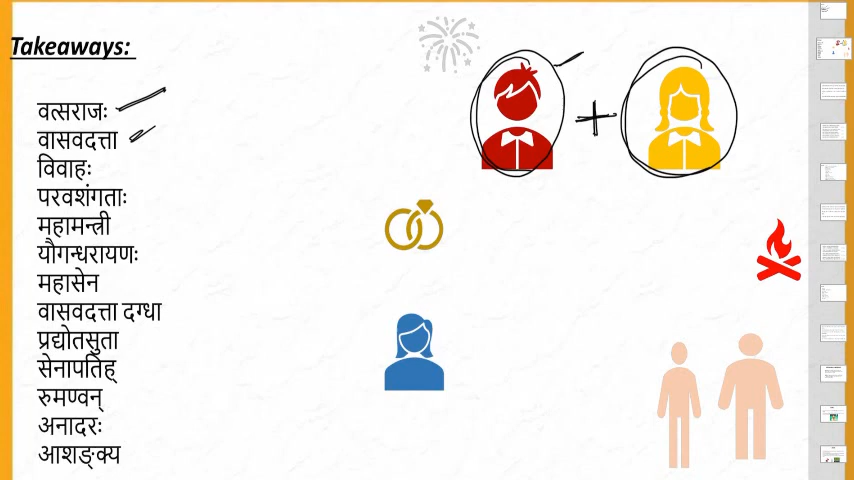 Takeaways:
वत्सराजः
वासवदत्ता
विवाहः
परवशंगताः
महामन्त्री
यौगन्धरायणः
महासेन
वासवदत्ता दग्धा
प्रद्योतसुता
सेनापतिह्
रुमण्वन्
अनादरः
आशङ्क्य